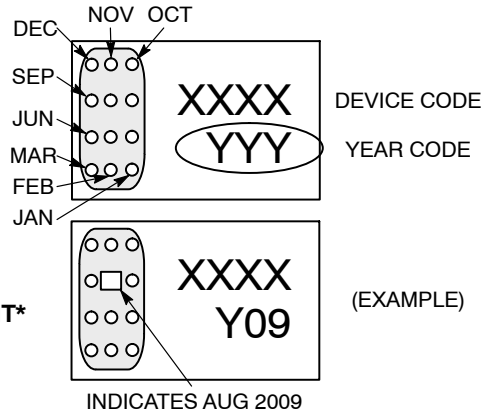 NOV OCT
DEC
SEP
JUN
MAR
FEB
JAN
XXXX
DEVICE CODE
YYY
YEAR CODE
T*
XXXX
Y09
(EXAMPLE)
INDICATES AUG 2009